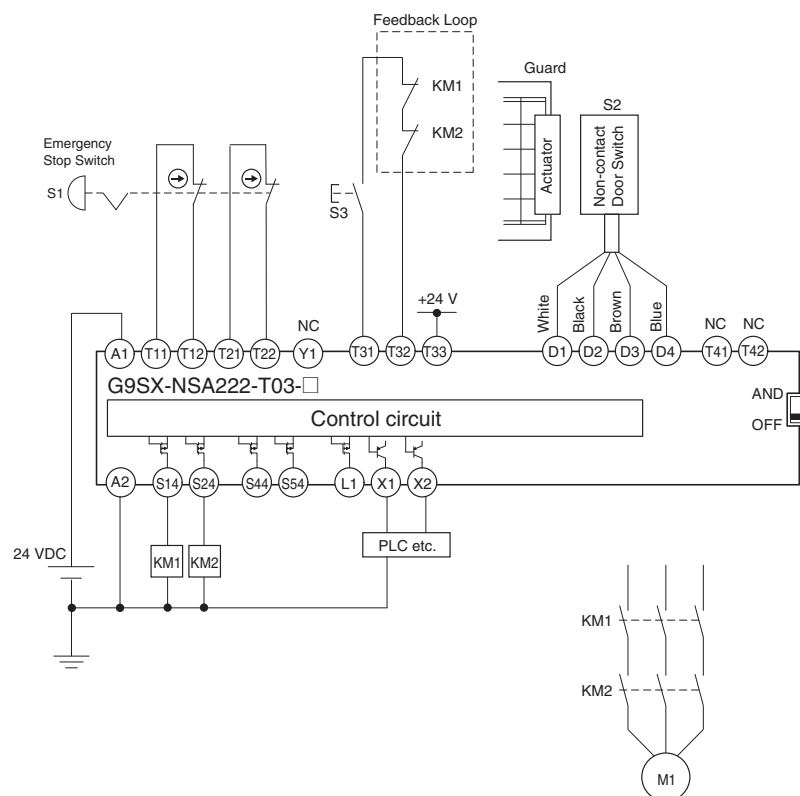 Feedback Loop
KM1
KM2
Guard
Actuator
S2
Non-contact
Door Switch
Emergency
Stop Switch
S1
S3
+24 V
White
Black
Brown
Blue
NC
NC
NC
A1
T11
T12
T21
T22
Y1
T31
T32
T33
D1
D2
D3
D4
T41
T42
G9SX-NSA222-T03-□
AND
OFF
Control circuit
A2
S14
S24
S44
S54
L1
X1
X2
24 VDC
KM1
KM2
PLC etc.
KM1
KM2
M1